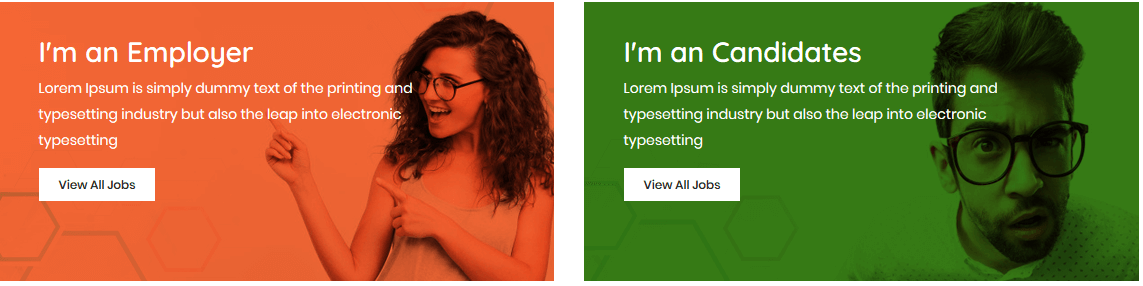 I'm an Employer
Lorem Ipsum is simply dummy text of the printing and
typesetting industry but also the leap into electronic
typesetting
View All Jobs
I'm an Candidates
Lorem Ipsum is simply dummy text of the printing and
typesetting industry but also the leap into electronic
typesetting
View All Jobs